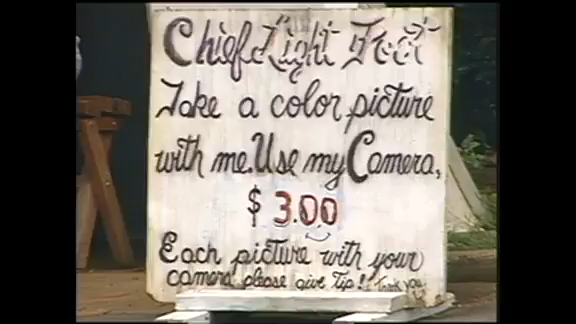 Chief Light Foot
Take a color picture
with me. Use my Camera,
$ 3.00
Each picture with your
camera please give Tip! Thank you